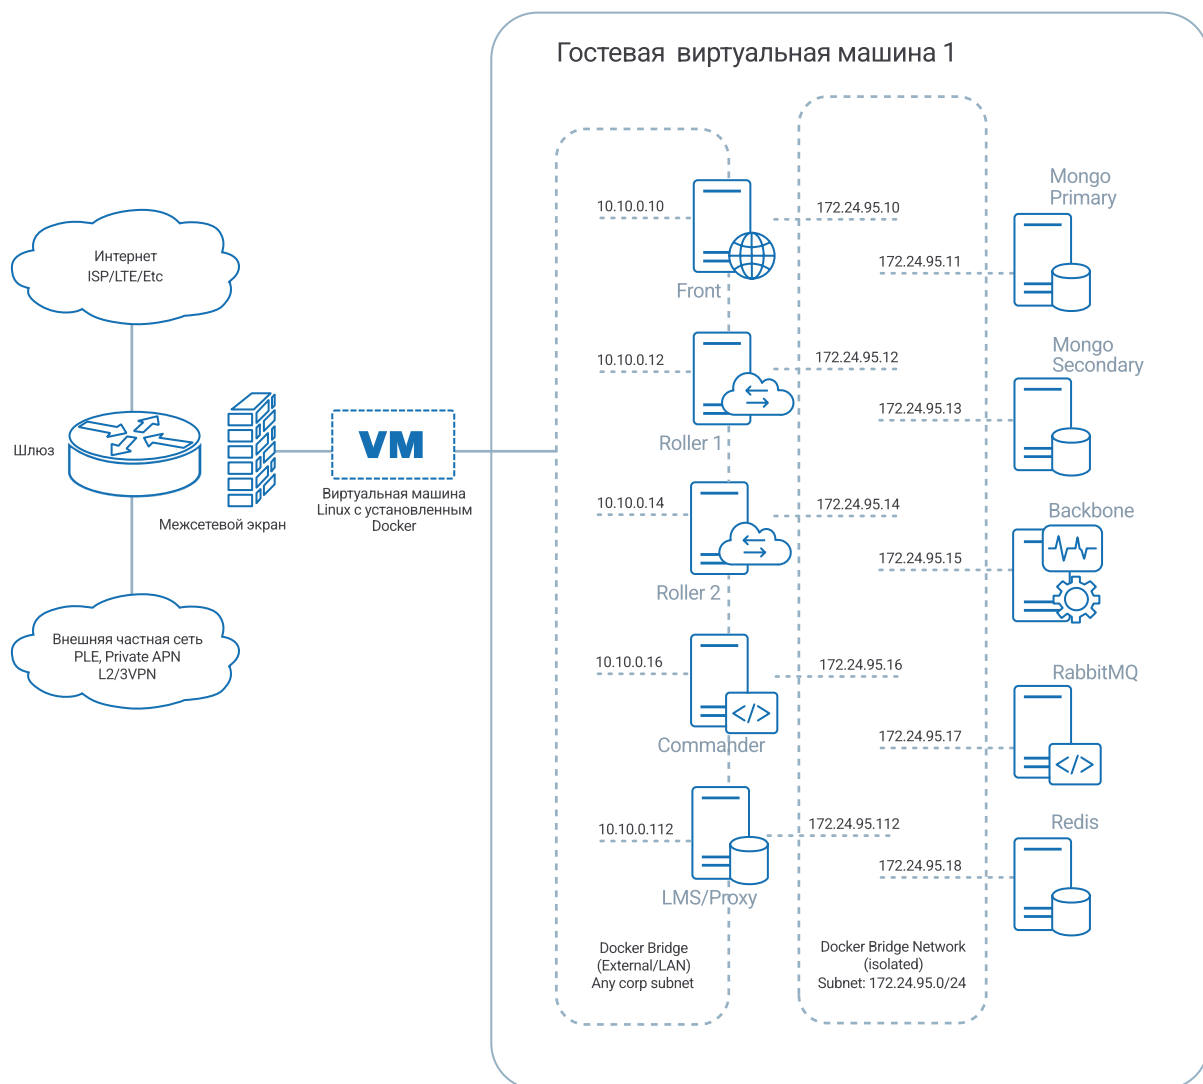 Гостевая виртуальная машина 1
Интернет
ISP/LTE/Etc
Шлюз
Межсетевой экран
VM
Виртуальная машина
Linux с установленным
Docker
Внешняя частная сеть
PLE, Private APN
L2/3VPN
10.10.0.10
Front
172.24.95.10
Mongo
Primary
172.24.95.11
10.10.0.12
Roller 1
172.24.95.12
Mongo
Secondary
172.24.95.13
10.10.0.14
Roller 2
172.24.95.14
Backbone
172.24.95.15
10.10.0.16
</>
Commander
172.24.95.16
RabbitMQ
172.24.95.17
</>
10.10.0.112
LMS/Proxy
172.24.95.112
Redis
172.24.95.18
Docker Bridge
(External/LAN)
Any corp subnet
Docker Bridge Network
(isolated)
Subnet: 172.24.95.0/24